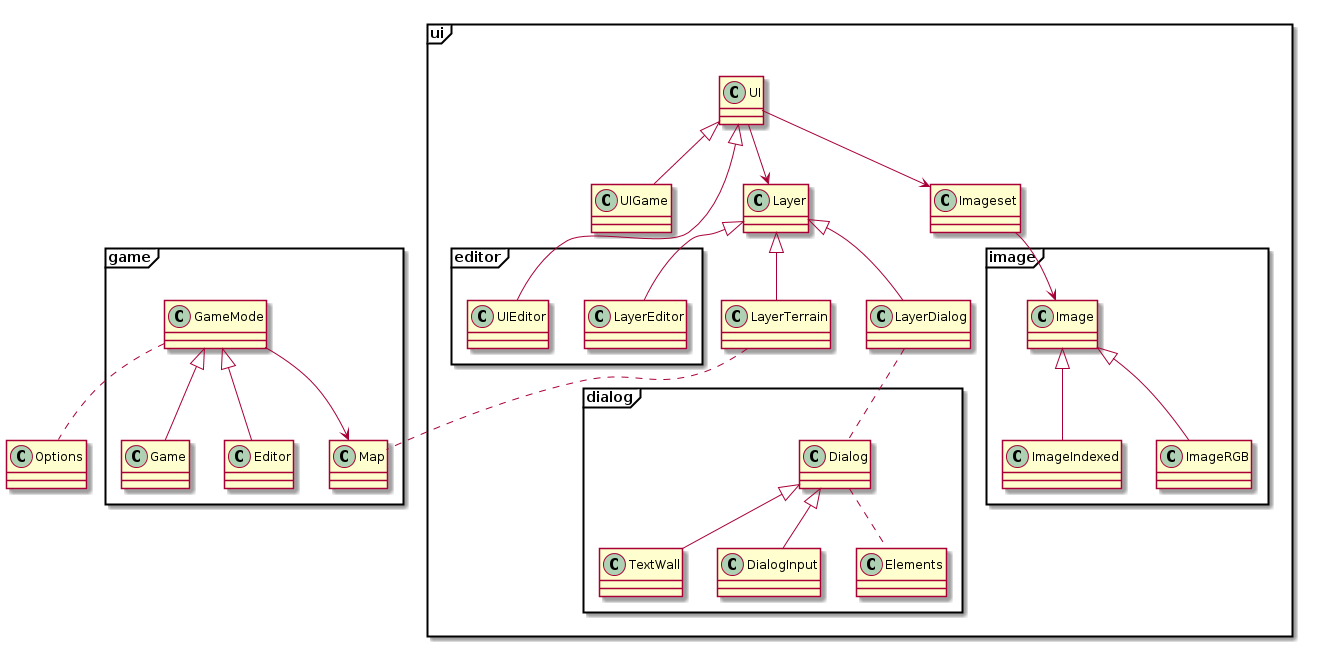 ui
C UI
C UIGame
C Layer
C Imageset
game
editor
image
C GameMode
C UIEditor
C LayerEditor
C LayerTerrain
C LayerDialog
C Image
dialog
C Options
C Game
C Editor
C Map
C Dialog
C ImageIndexed
C ImageRGB
C TextWall
C DialogInput
C Elements